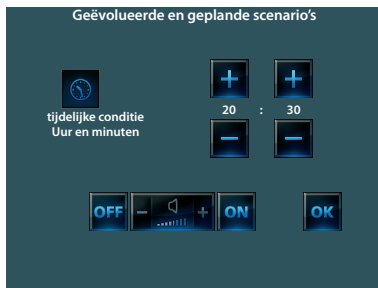 Geëvolueerde en geplande scenario's
+ +
20 : 30
tijdelijke conditie
Uur en minuten
− −
OFF − + ON OK